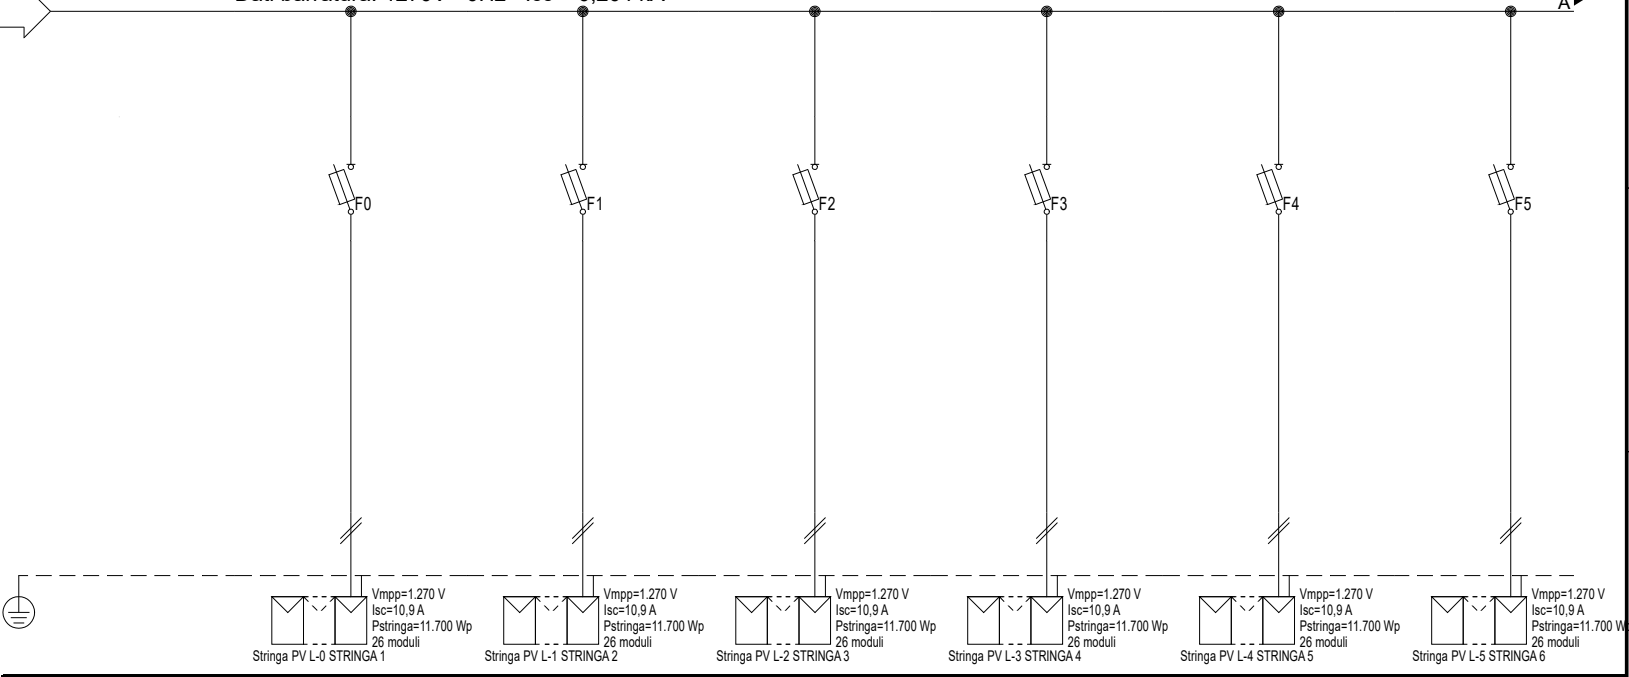 A
F0
F1
F2
F3
F4
F5
Vmpp=1.270 V
Isc=10,9 A
Pstringa=11.700 Wp
26 moduli
Stringa PV L-0 STRINGA 1
Vmpp=1.270 V
Isc=10,9 A
Pstringa=11.700 Wp
26 moduli
Stringa PV L-1 STRINGA 2
Vmpp=1.270 V
Isc=10,9 A
Pstringa=11.700 Wp
26 moduli
Stringa PV L-2 STRINGA 3
Vmpp=1.270 V
Isc=10,9 A
Pstringa=11.700 Wp
26 moduli
Stringa PV L-3 STRINGA 4
Vmpp=1.270 V
Isc=10,9 A
Pstringa=11.700 Wp
26 moduli
Stringa PV L-4 STRINGA 5
Vmpp=1.270 V
Isc=10,9 A
Pstringa=11.700 W
26 moduli
Stringa PV L-5 STRINGA 6